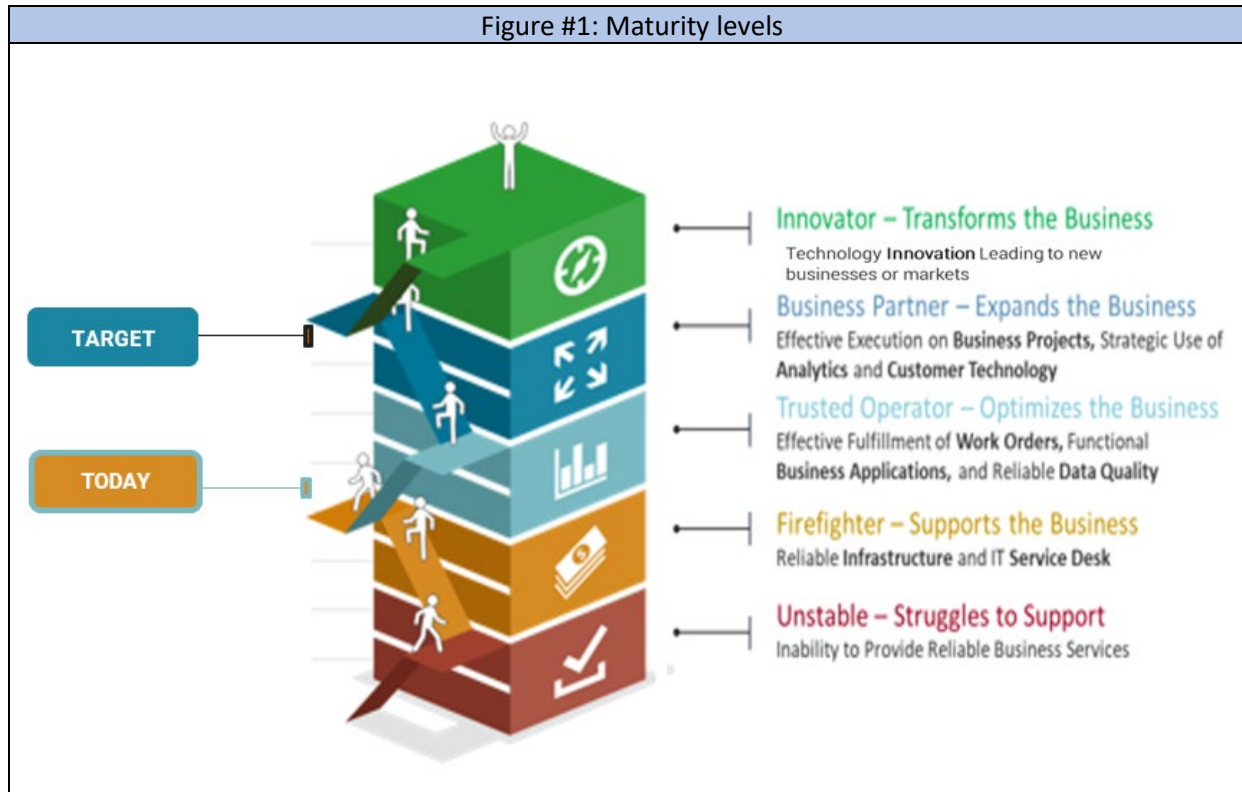 Figure #1: Maturity levels
Innovator – Transforms the Business
Technology Innovation Leading to new
businesses or markets
TARGET
Business Partner – Expands the Business
Effective Execution on Business Projects, Strategic Use of
Analytics and Customer Technology
Trusted Operator – Optimizes the Business
Effective Fulfillment of Work Orders, Functional
Business Applications, and Reliable Data Quality
TODAY
Firefighter – Supports the Business
Reliable Infrastructure and IT Service Desk
Unstable – Struggles to Support
Inability to Provide Reliable Business Services